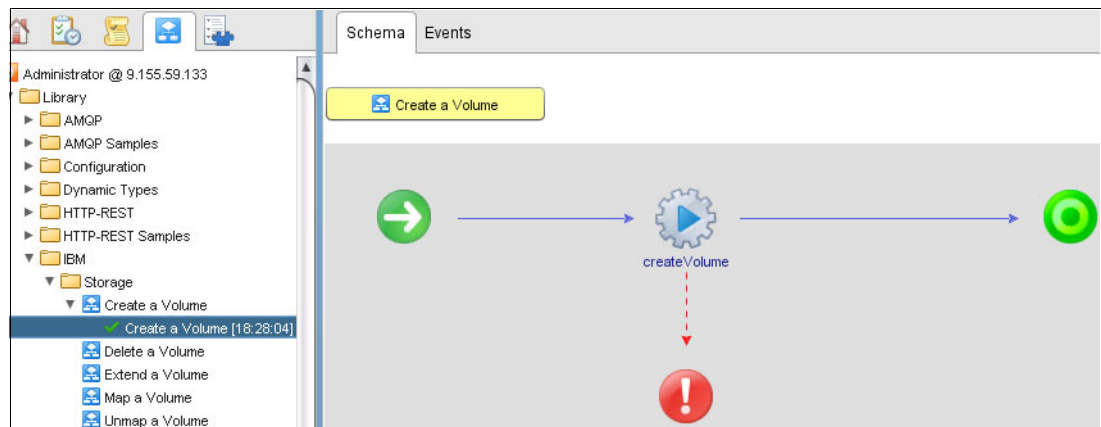 Schema Events
Administrator @ 9.155.59.133
Library
AMQP
AMQP Samples
Configuration
Dynamic Types
HTTP-REST
HTTP-REST Samples
IBM
Storage
Create a Volume
Create a Volume [18:28:04]
Delete a Volume
Extend a Volume
Map a Volume
Unmap a Volume
Create a Volume
createVolume